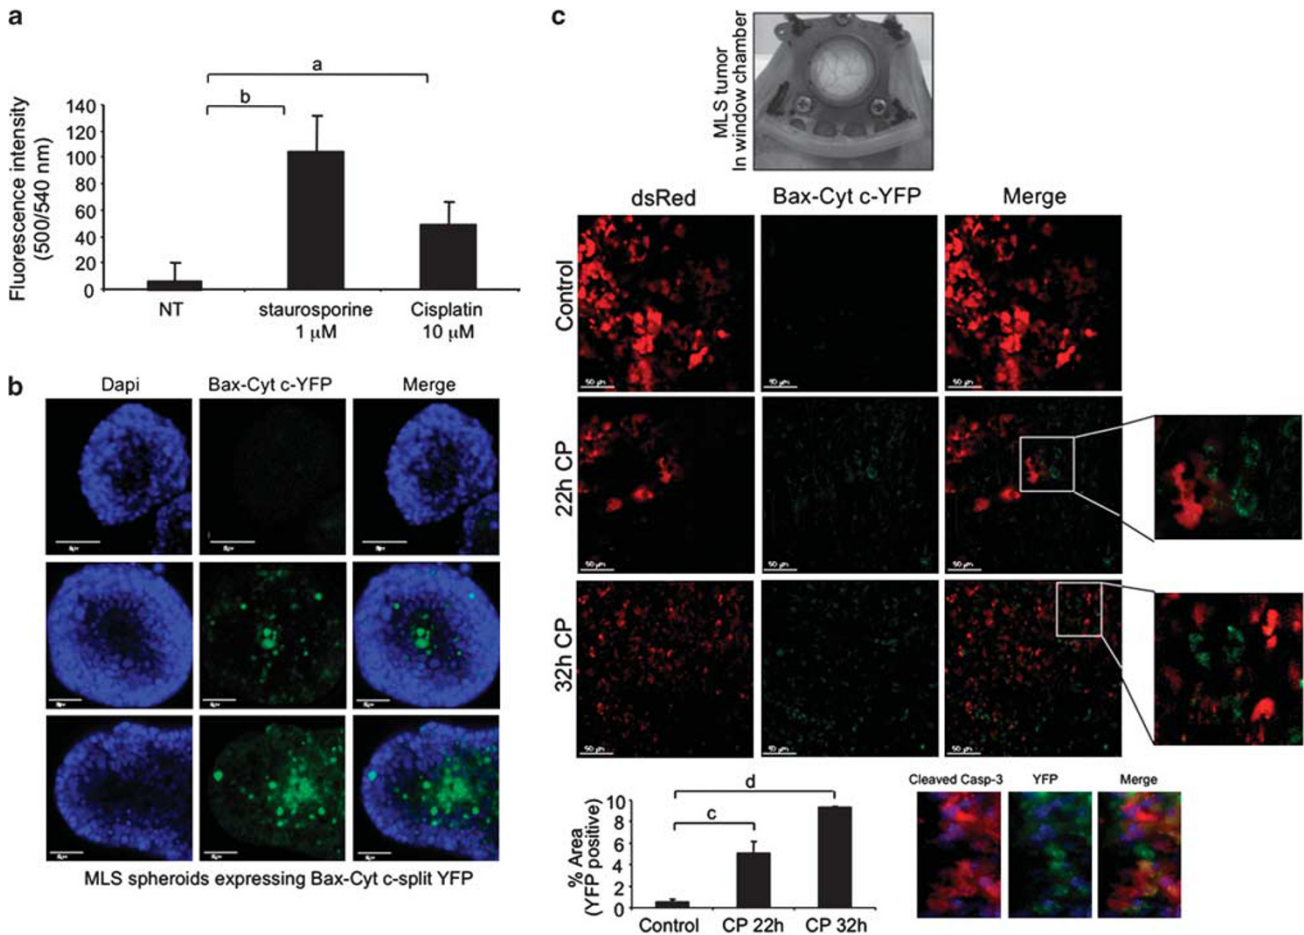 a
a
b
140
120
100
80
60
40
20
0
Fluorescence intensity
(500/540 nm)
NT
staurosporine
1 μM
Cisplatin
10 μM
b
Dapi
Bax-Cyt c-YFP
Merge
MLS spheroids expressing Bax-Cyt c-split YFP
c
MLS tumor
In window chamber
dsRed
Bax-Cyt c-YFP
Merge
Control
50 μm
50 μm
50 μm
22h CP
50 μm
50 μm
50 μm
32h CP
50 μm
50 μm
50 μm
d
c
10
8
6
4
2
0
% Area
(YFP positive)
Control
CP 22h
CP 32h
Cleaved Casp-3
YFP
Merge